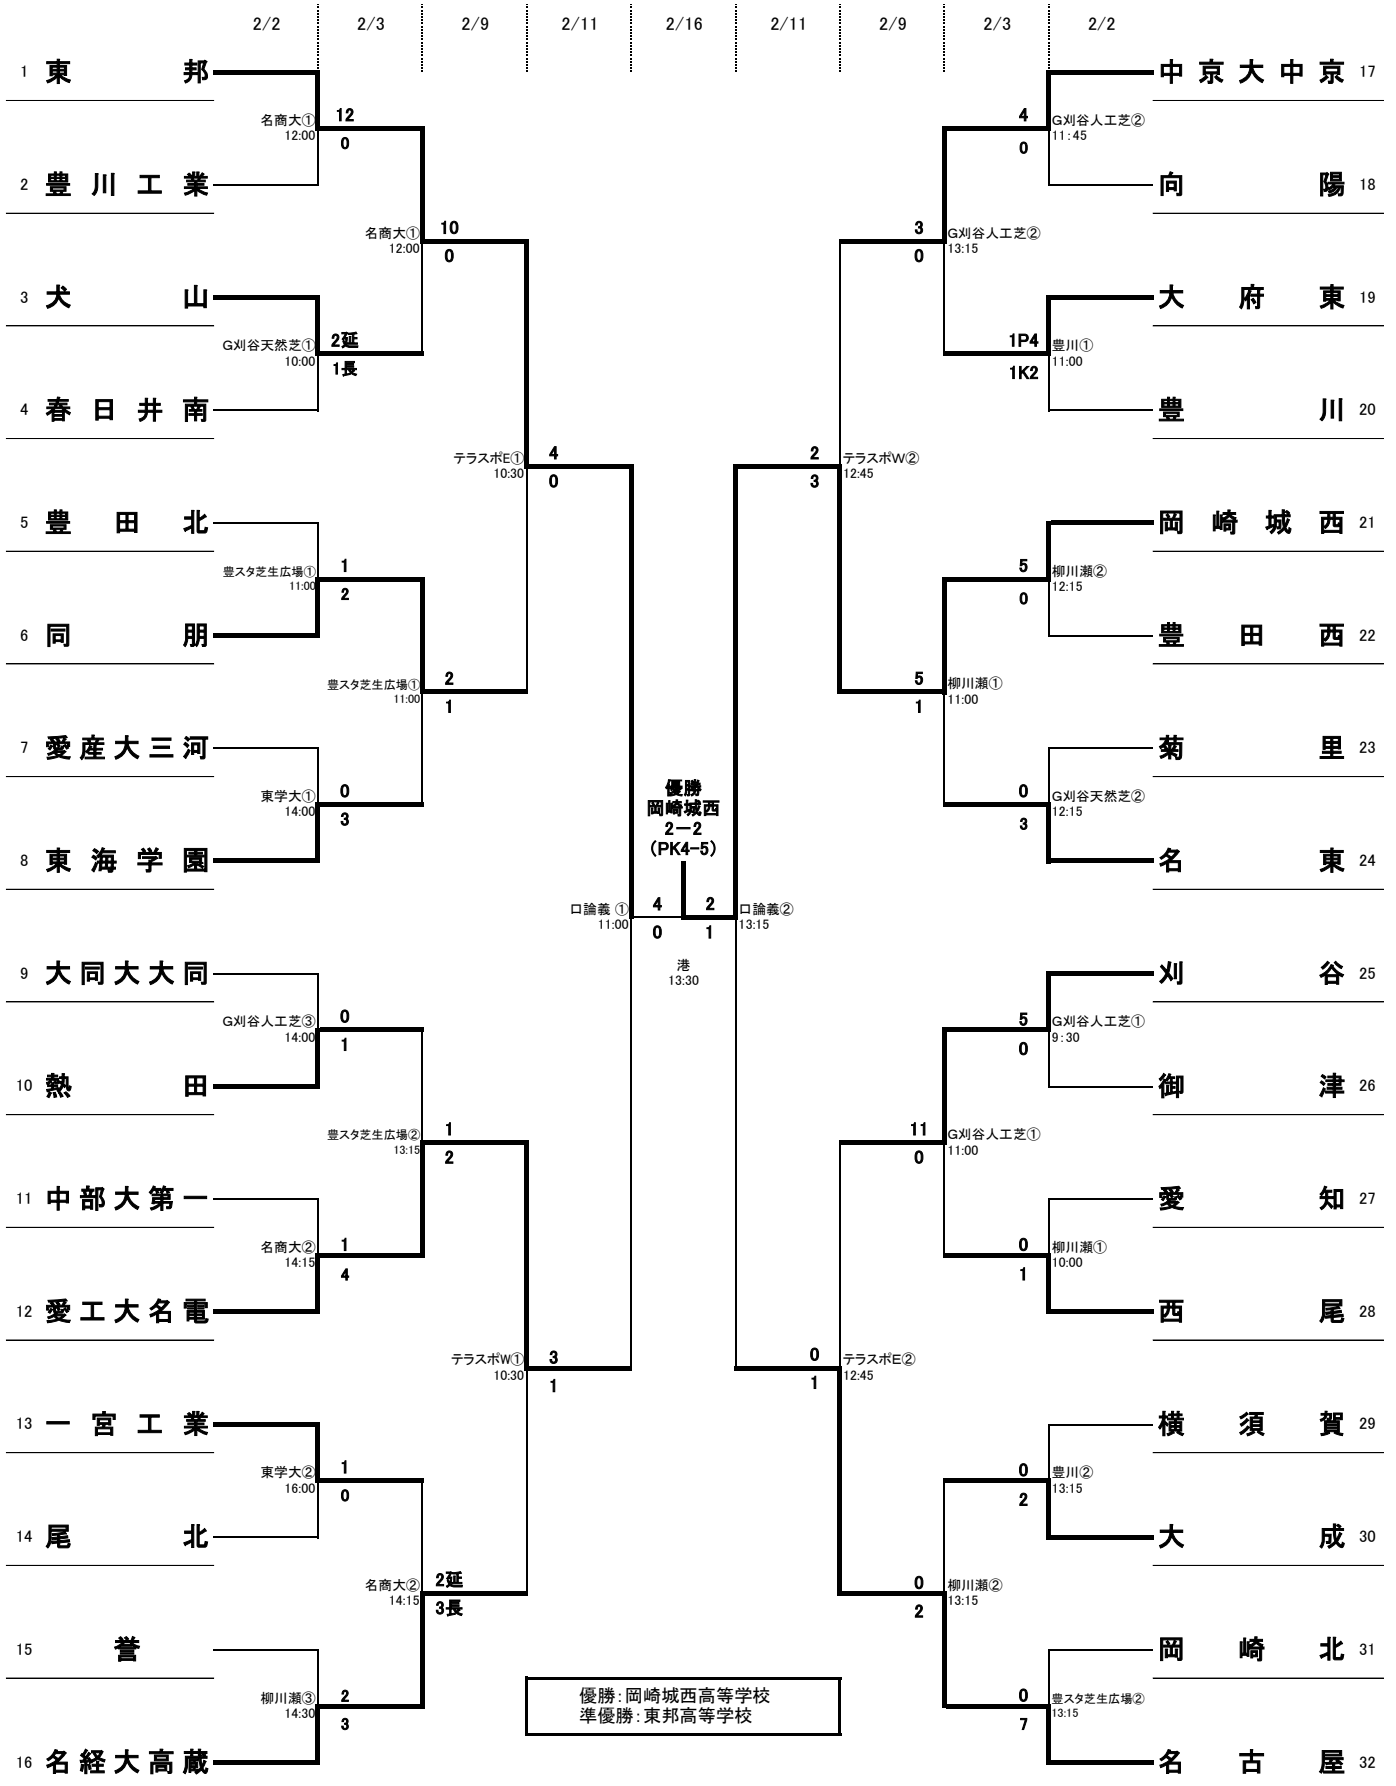 2/2 2/3 2/9 2/11 2/16 2/11 2/9 2/3 2/2
1 東邦
名商大① 12:00
12
0
2 豊川工業
名商大① 12:00
10
0
3 犬山
G刈谷天然芝① 10:00
2延
1長
4 春日井南
テラスポE① 10:30
4
0
5 豊田北
豊スタ芝生広場① 11:00
1
2
6 同朋
豊スタ芝生広場① 11:00
2
1
7 愛産大三河
東学大① 14:00
0
3
8 東海学園
口論義 ① 11:00
4
0
9 大同大大同
G刈谷人工芝③ 14:00
0
1
10 熱田
豊スタ芝生広場② 13:15
1
2
11 中部大第一
名商大② 14:15
1
4
12 愛工大名電
テラスポW① 10:30
3
1
13 一宮工業
東学大② 16:00
1
0
14 尾北
名商大② 14:15
2延
3長
15 誉
柳川瀬③ 14:30
2
3
16 名経大高蔵
優勝
岡崎城西
2-2
(PK4-5)
港
13:30
中京大中京 17
4
0
G刈谷人工芝② 11:45
向陽 18
3
0
G刈谷人工芝② 13:15
大府東 19
1P4
1K2
豊川① 11:00
豊川 20
2
3
テラスポW② 12:45
岡崎城西 21
5
0
柳川瀬② 12:15
豊田西 22
5
1
柳川瀬① 11:00
菊里 23
0
3
G刈谷天然芝② 12:15
名東 24
2
1
口論義② 13:15
刈谷 25
5
0
G刈谷人工芝① 9:30
御津 26
11
0
G刈谷人工芝① 11:00
愛知 27
0
1
柳川瀬① 10:00
西尾 28
0
1
テラスポE② 12:45
横須賀 29
0
2
豊川② 13:15
大成 30
0
2
柳川瀬② 13:15
岡崎北 31
0
7
豊スタ芝生広場② 13:15
名古屋 32
優勝:岡崎城西高等学校
準優勝:東邦高等学校